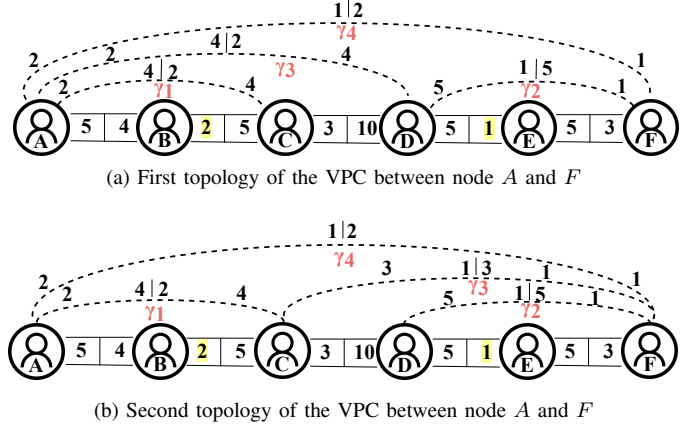 1|2
γ4
2
2
4|2
4
1
γ3
2
4|2
4
γ1
5
1|5
1
γ2
A 5 4 B 2 5 C 3 10 D 5 1 E 5 3 F
(a) First topology of the VPC between node A and F
1|2
γ4
2
1
2
4|2
4
γ1
3
1|3
1
γ3
5
1|5
1
γ2
A 5 4 B 2 5 C 3 10 D 5 1 E 5 3 F
(b) Second topology of the VPC between node A and F